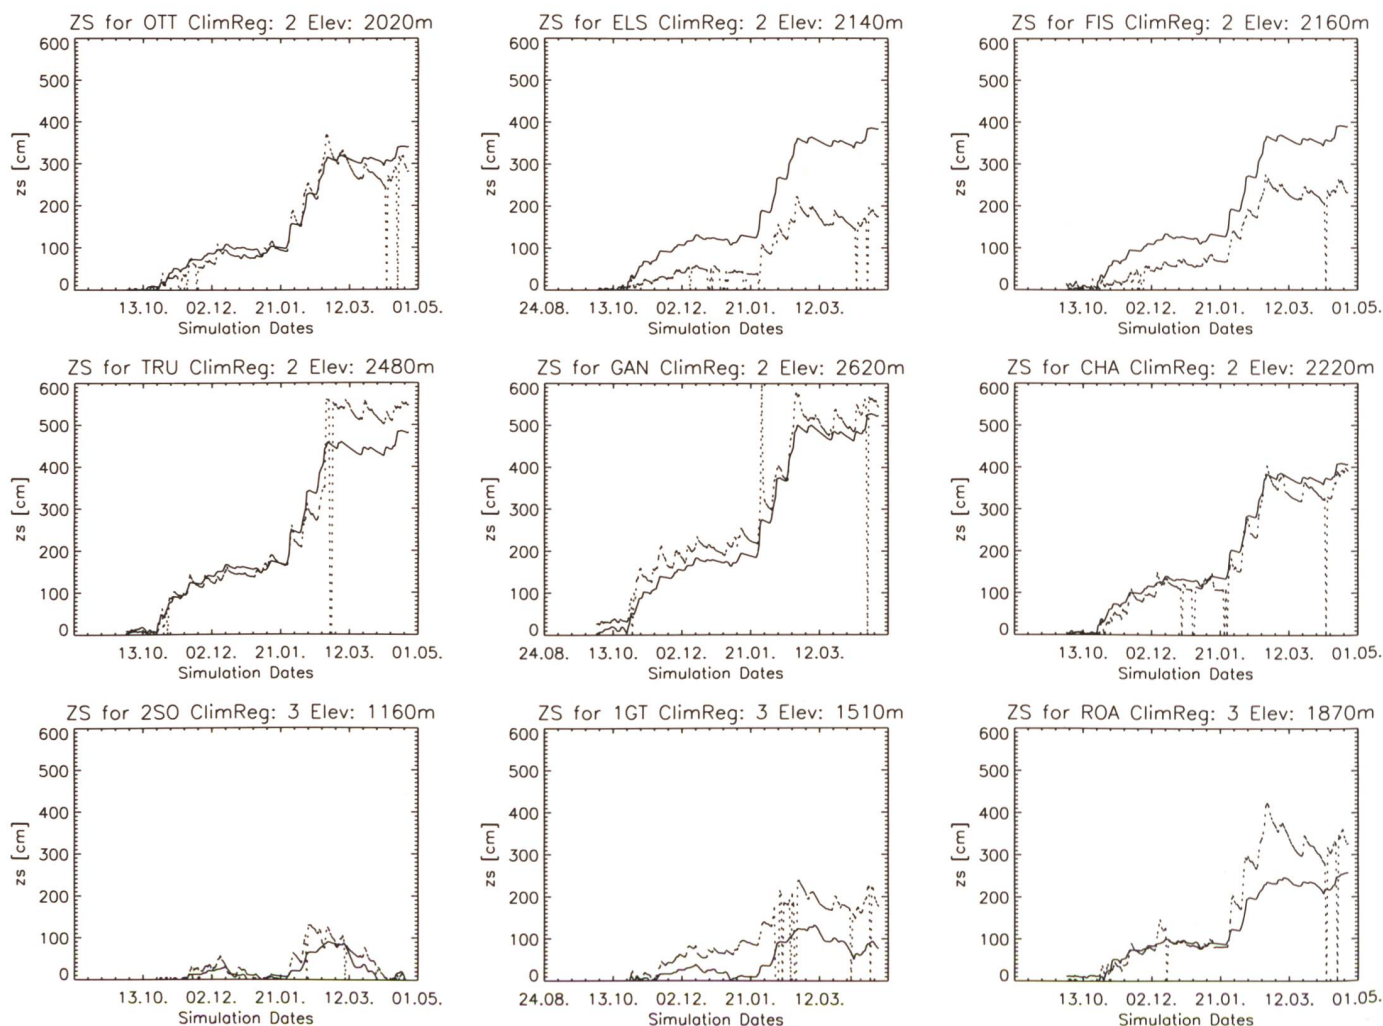 ZS for OTT ClimReg: 2 Elev: 2020m
600
500
400
300
200
100
0
zs [cm]
13.10. 02.12. 21.01. 12.03. 01.05.
Simulation Dates
ZS for ELS ClimReg: 2 Elev: 2140m
600
500
400
300
200
100
0
zs [cm]
24.08. 13.10. 02.12. 21.01. 12.03.
Simulation Dates
ZS for FIS ClimReg: 2 Elev: 2160m
600
500
400
300
200
100
0
zs [cm]
13.10. 02.12. 21.01. 12.03. 01.05.
Simulation Dates
ZS for TRU ClimReg: 2 Elev: 2480m
600
500
400
300
200
100
0
zs [cm]
13.10. 02.12. 21.01. 12.03. 01.05.
Simulation Dates
ZS for GAN ClimReg: 2 Elev: 2620m
600
500
400
300
200
100
0
zs [cm]
24.08. 13.10. 02.12. 21.01. 12.03.
Simulation Dates
ZS for CHA ClimReg: 2 Elev: 2220m
600
500
400
300
200
100
0
zs [cm]
13.10. 02.12. 21.01. 12.03. 01.05.
Simulation Dates
ZS for 2SO ClimReg: 3 Elev: 1160m
600
500
400
300
200
100
0
zs [cm]
13.10. 02.12. 21.01. 12.03. 01.05.
Simulation Dates
ZS for 1GT ClimReg: 3 Elev: 1510m
600
500
400
300
200
100
0
zs [cm]
24.08. 13.10. 02.12. 21.01. 12.03.
Simulation Dates
ZS for ROA ClimReg: 3 Elev: 1870m
600
500
400
300
200
100
0
zs [cm]
13.10. 02.12. 21.01. 12.03. 01.05.
Simulation Dates